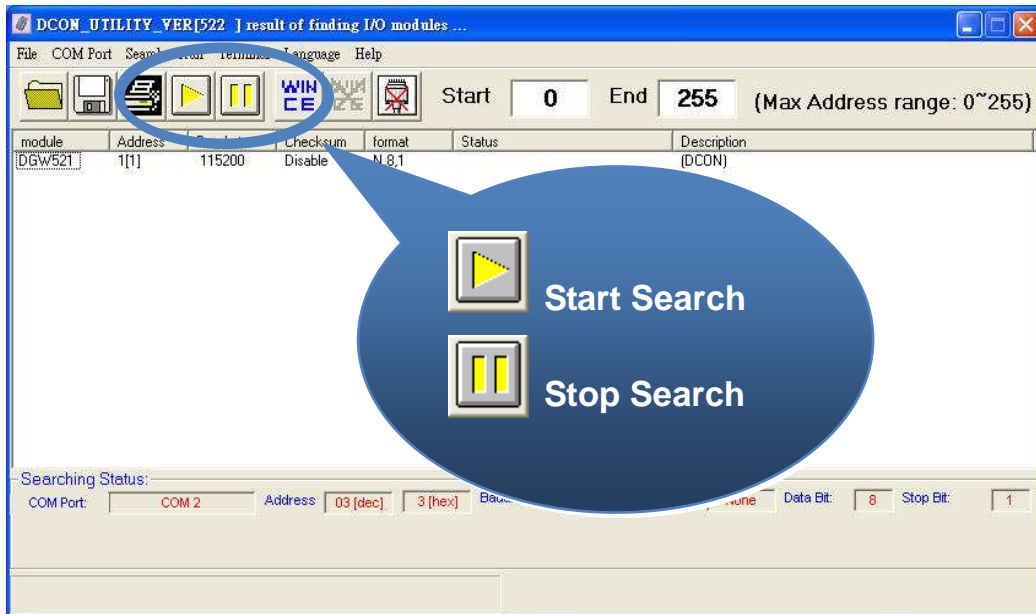 DCON_UTILITY_VER[522 ] result of finding I/O modules ...
File COM Port Language Help
WIN CE Start 0 End 255 (Max Address range: 0~255)
module Address Checksum format Status Description
DGW521 1[1] 115200 Disable N,8,1 (DCON)
Start Search
Stop Search
Searching Status:
COM Port: COM 2 Address 03 [dec] 3 [hex] None Data Bit: 8 Stop Bit: 1